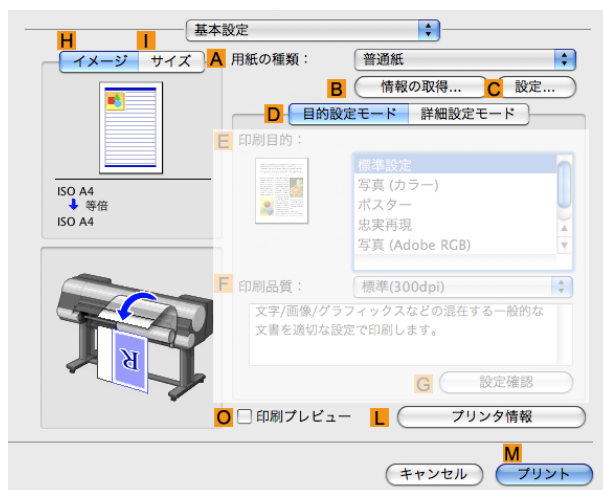 基本設定
H I
イメージ サイズ
A 用紙の種類： 普通紙
B 情報の取得... C 設定...
D 目的設定モード 詳細設定モード
E 印刷目的：
標準設定
写真 (カラー)
ポスター
忠実再現
写真 (Adobe RGB)
ISO A4
等倍
ISO A4
F 印刷品質： 標準(300dpi)
文字/画像/グラフィックスなどの混在する一般的な
文書を適切な設定で印刷します。
R
G 設定確認
O 印刷プレビュー L プリンタ情報
M
キャンセル プリント